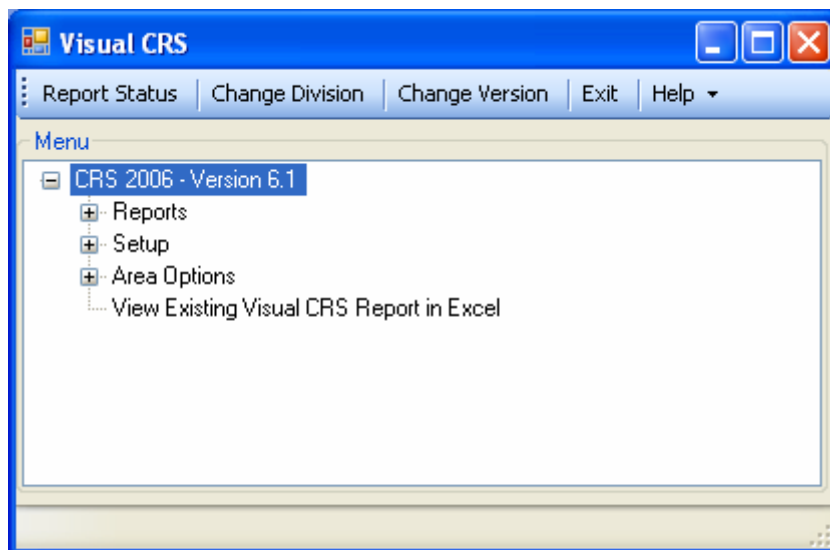 Visual CRS
Report Status Change Division Change Version Exit Help
Menu
CRS 2006 - Version 6.1
Reports
Setup
Area Options
View Existing Visual CRS Report in Excel